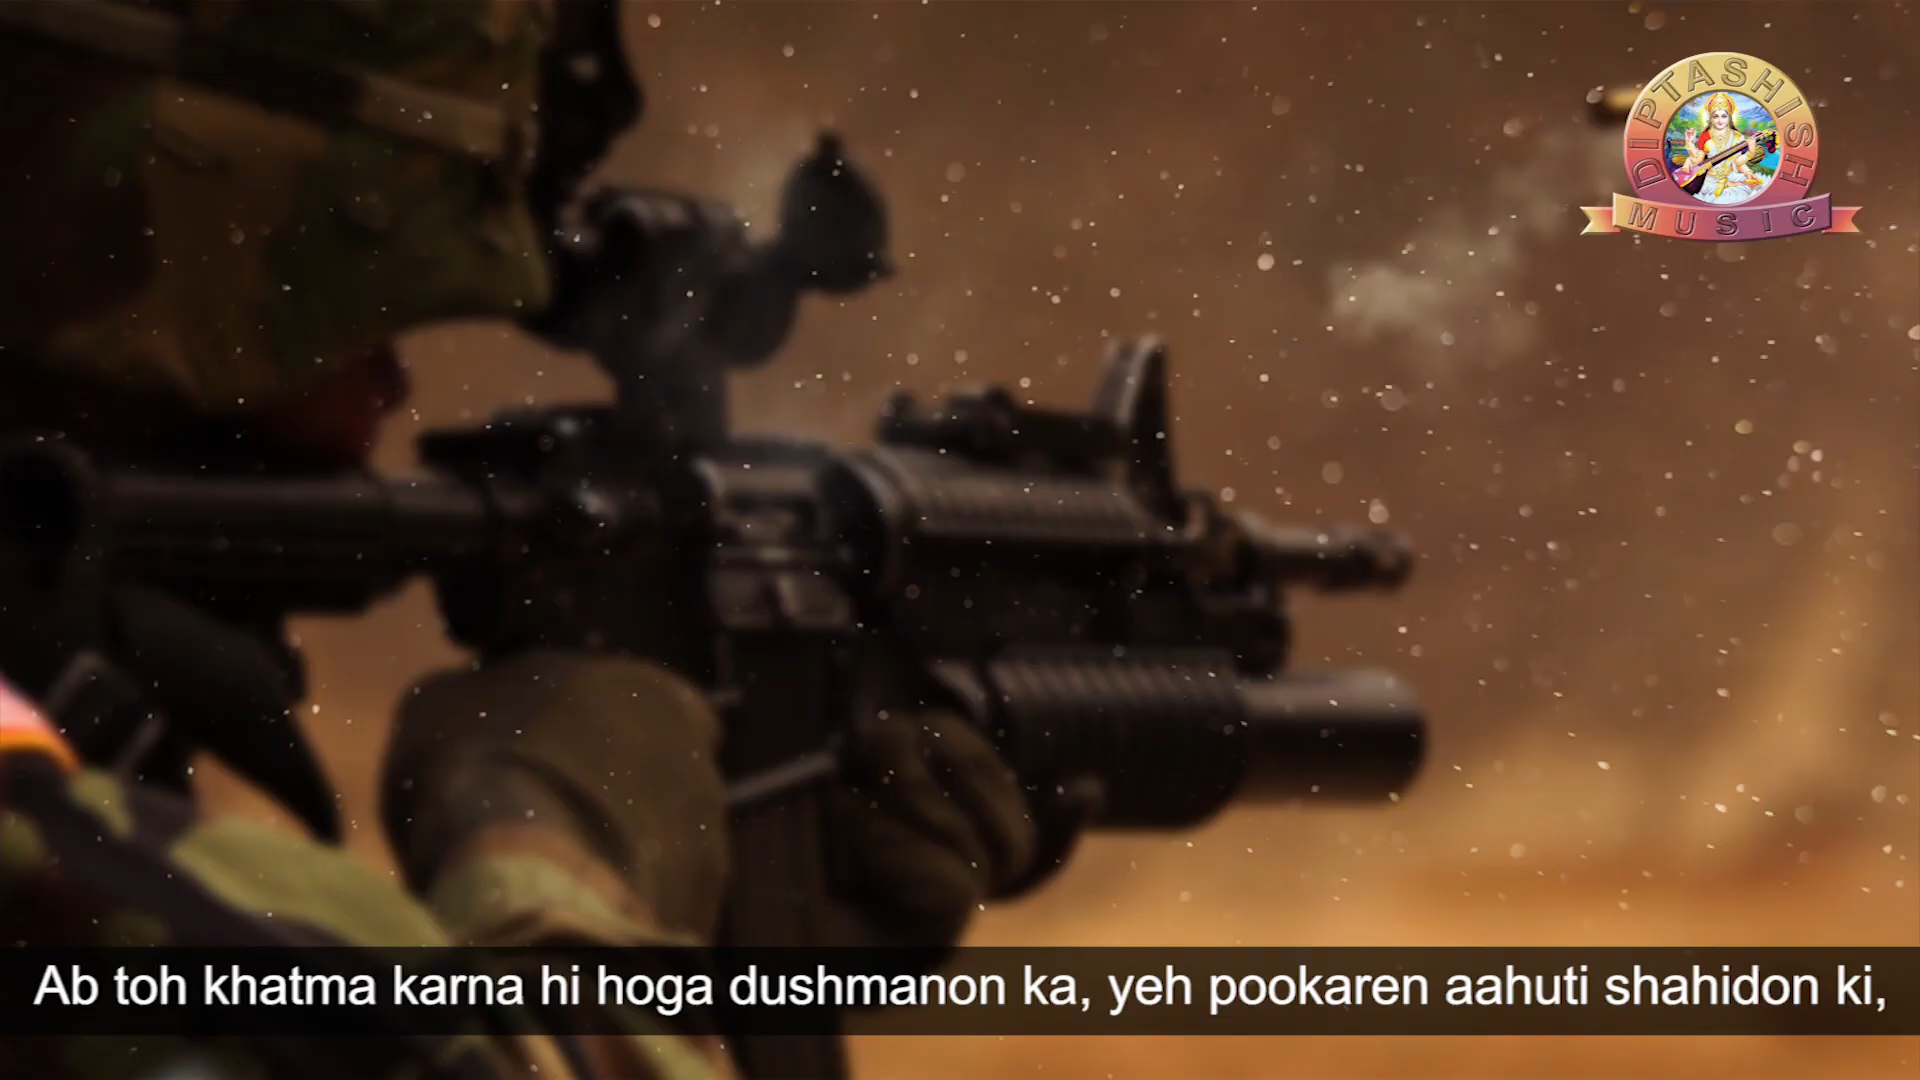 DIPTASHISH
MUSIC
Ab toh khatma karna hi hoga dushmanon ka, yeh pookaren aahuti shahidon ki,